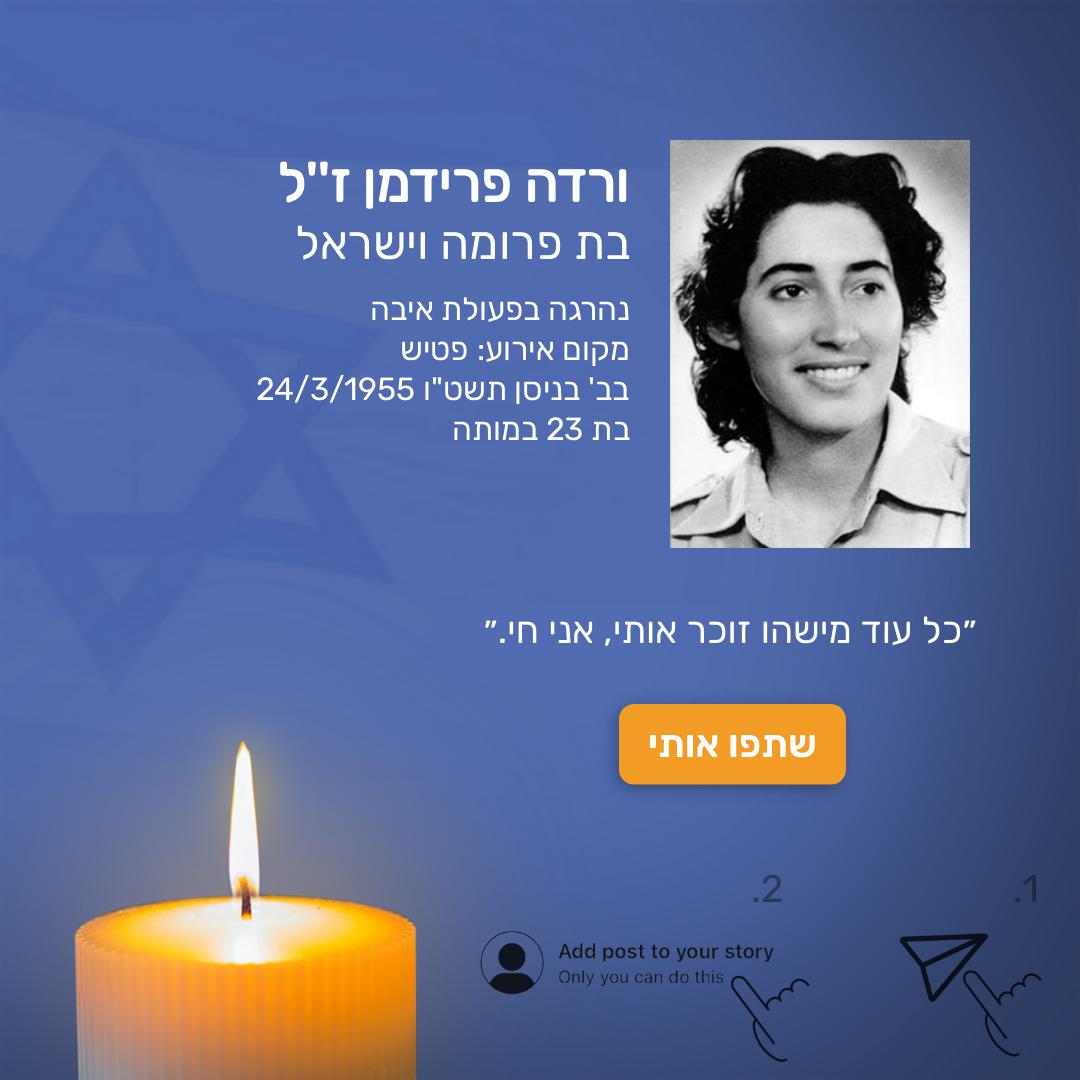 ורדה פרידמן ז"ל
בת פרומה וישראל
נהרגה בפעולת איבה
מקום אירוע: פטיש
בב' בניסן תשט"ו 24/3/1955
בת 23 במותה
״כל עוד מישהו זוכר אותי, אני חי.״
שתפו אותי
1.
2.
Add post to your story
Only you can do this